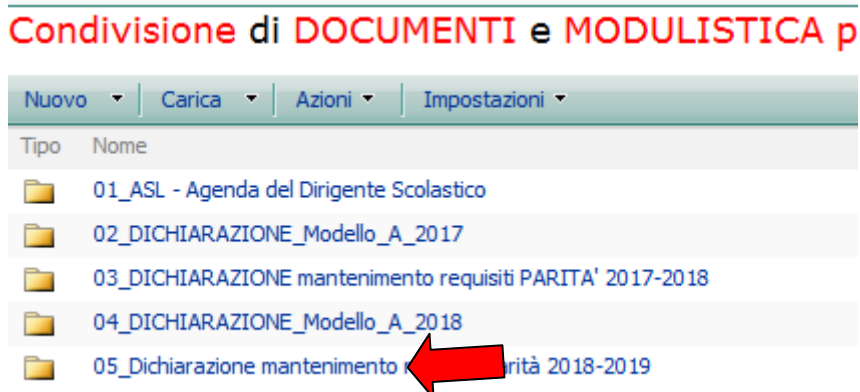 Condivisione di DOCUMENTI e MODULISTICA p
Nuovo Carica Azioni Impostazioni
Tipo Nome
01_ASL - Agenda del Dirigente Scolastico
02_DICHIARAZIONE_Modello_A_2017
03_DICHIARAZIONE mantenimento requisiti PARITA' 2017-2018
04_DICHIARAZIONE_Modello_A_2018
05_Dichiarazione mantenimento 2018-2019